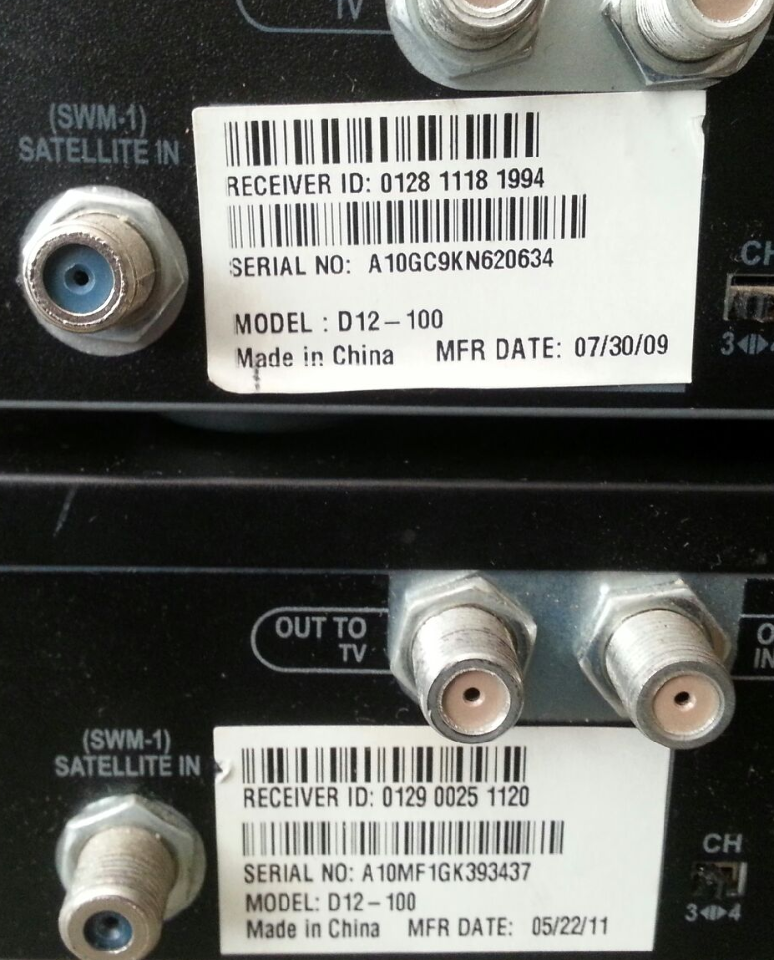 TV
(SWM-1)
SATELLITE IN
RECEIVER ID: 0128 1118 1994
SERIAL NO: A10GC9KN620634
MODEL : D12-100
Made in China MFR DATE: 07/30/09
CH
3
OUT TO
TV
(SWM-1)
SATELLITE IN
RECEIVER ID: 0129 0025 1120
SERIAL NO: A10MF1GK393437
MODEL: D12-100
Made in China MFR DATE: 05/22/11
CH
3 4